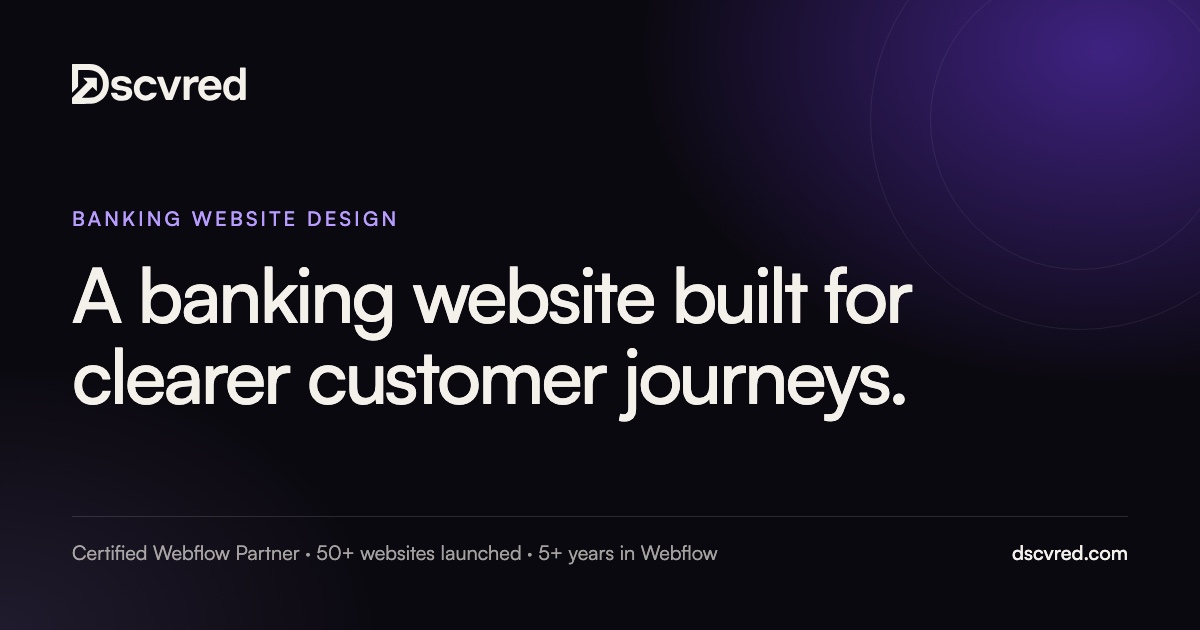 Dscvred
BANKING WEBSITE DESIGN
A banking website built for
clearer customer journeys.
Certified Webflow Partner · 50+ websites launched · 5+ years in Webflow
dscvred.com